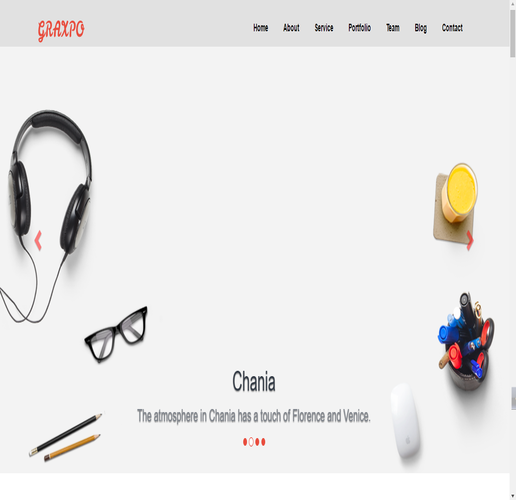 GRAXPO
Home About Service Portfolio Team Blog Contact
Chania
The atmosphere in Chania has a touch of Florence and Venice.